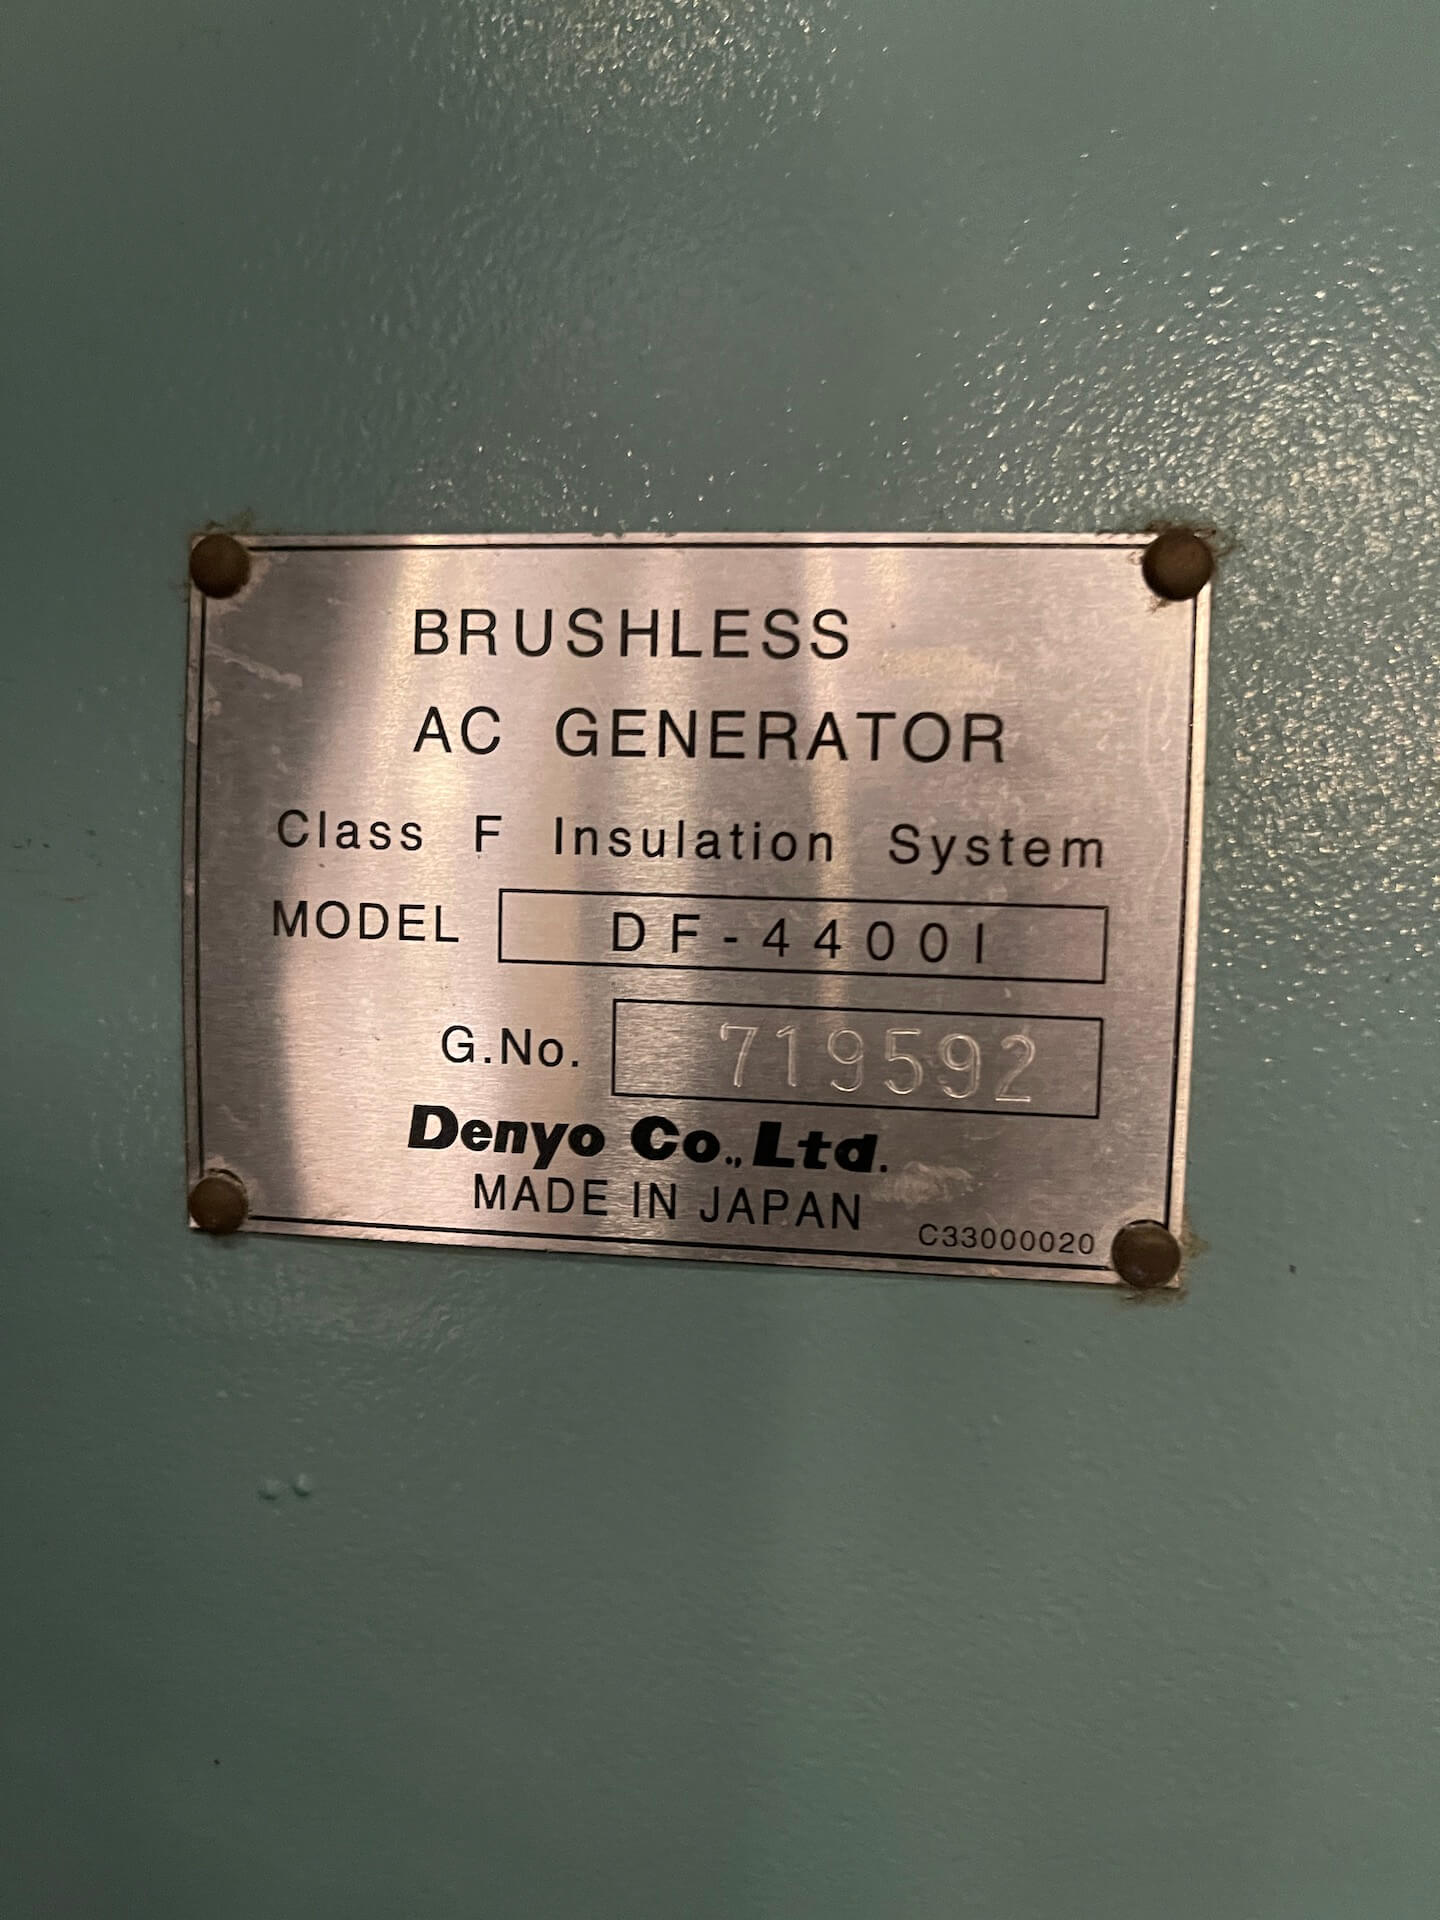 BRUSHLESS
AC GENERATOR
Class F Insulation System
MODEL DF-4400I
G.No. 719592
Denyo Co.,Ltd.
MADE IN JAPAN
C33000020